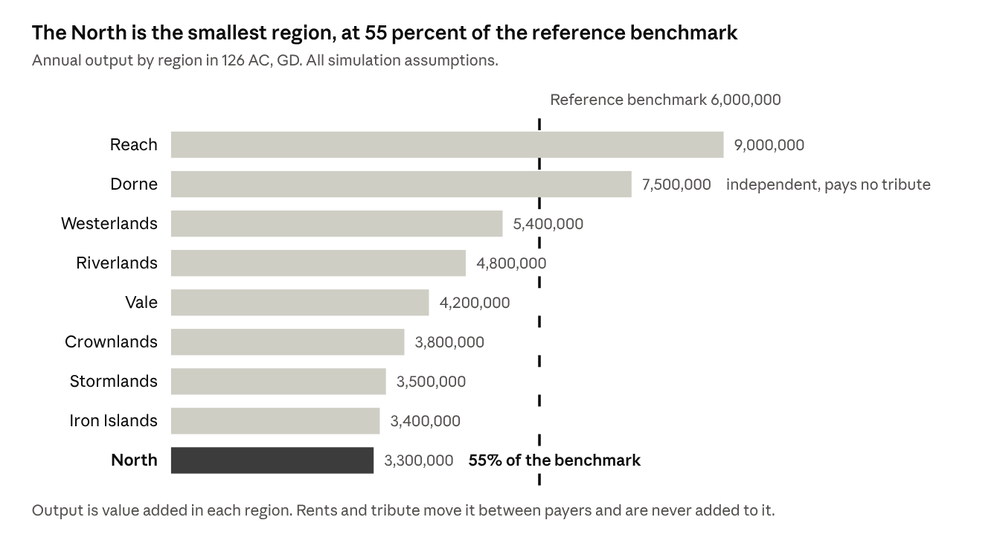 The North is the smallest region, at 55 percent of the reference benchmark
Annual output by region in 126 AC, GD. All simulation assumptions.
Reference benchmark 6,000,000
Reach 9,000,000
Dorne 7,500,000 independent, pays no tribute
Westerlands 5,400,000
Riverlands 4,800,000
Vale 4,200,000
Crownlands 3,800,000
Stormlands 3,500,000
Iron Islands 3,400,000
North 3,300,000 55% of the benchmark
Output is value added in each region. Rents and tribute move it between payers and are never added to it.